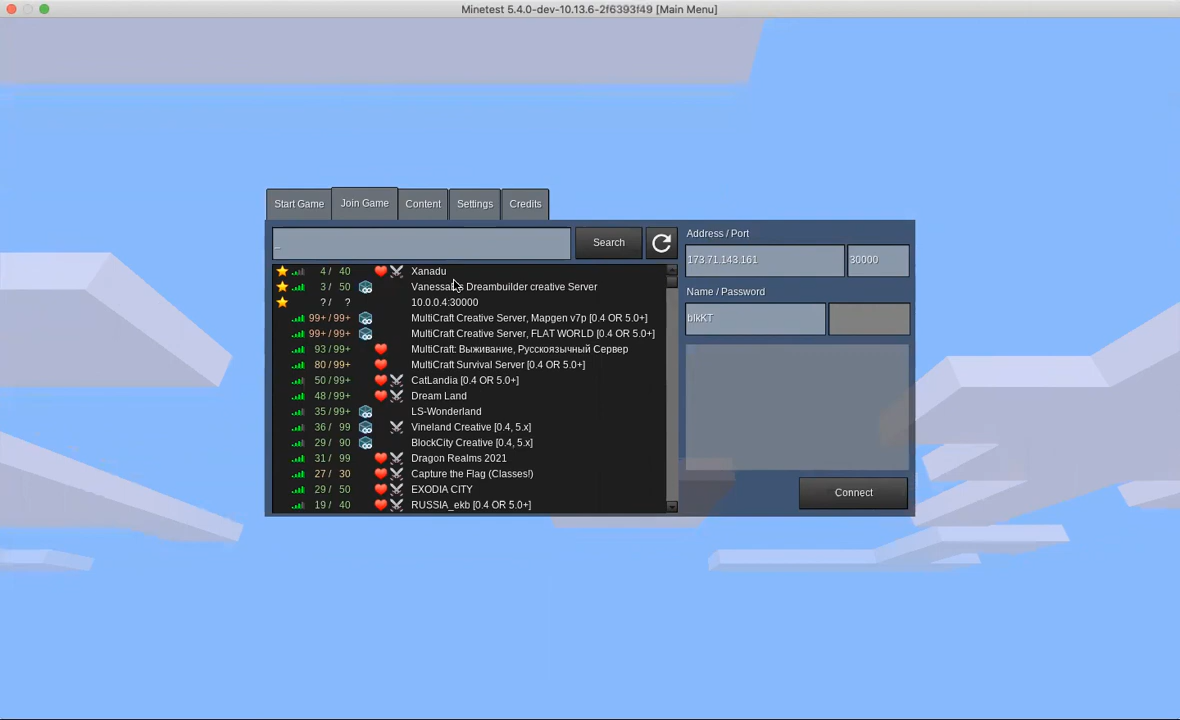 Minetest 5.4.0-dev-10.13.6-2f6393f49 [Main Menu]
Start Game Join Game Content Settings Credits
_ Search
Address / Port
173.71.143.161 30000
Name / Password
blkKT
4 / 40 Xanadu
3 / 50 Vanessa's Dreambuilder creative Server
? / ? 10.0.0.4:30000
99+ / 99+ MultiCraft Creative Server, Mapgen v7p [0.4 OR 5.0+]
99+ / 99+ MultiCraft Creative Server, FLAT WORLD [0.4 OR 5.0+]
93 / 99+ MultiCraft: Выживание, Русскоязычный Сервер
80 / 99+ MultiCraft Survival Server [0.4 OR 5.0+]
50 / 99+ CatLandia [0.4 OR 5.0+]
48 / 99+ Dream Land
35 / 99+ LS-Wonderland
36 / 99 Vineland Creative [0.4, 5.x]
29 / 90 BlockCity Creative [0.4, 5.x]
31 / 99 Dragon Realms 2021
27 / 30 Capture the Flag (Classes!)
29 / 50 EXODIA CITY
19 / 40 RUSSIA_ekb [0.4 OR 5.0+]
Connect